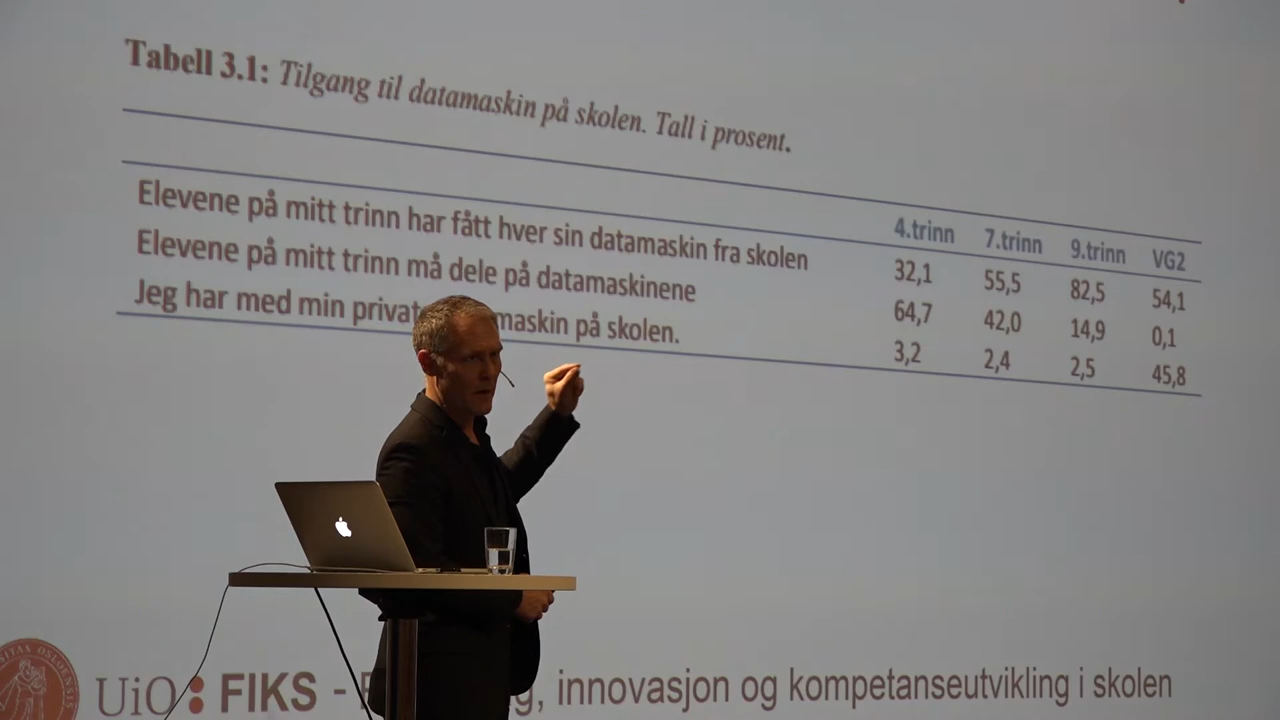 Tabell 3.1: Tilgang til datamaskin på skolen. Tall i prosent.
4.trinn 7.trinn 9.trinn VG2
Elevene på mitt trinn har fått hver sin datamaskin fra skolen 32,1 55,5 82,5 54,1
Elevene på mitt trinn må dele på datamaskinene 64,7 42,0 14,9 0,1
Jeg har med min privat maskin på skolen. 3,2 2,4 2,5 45,8
UiO FIKS - g, innovasjon og kompetanseutvikling i skolen